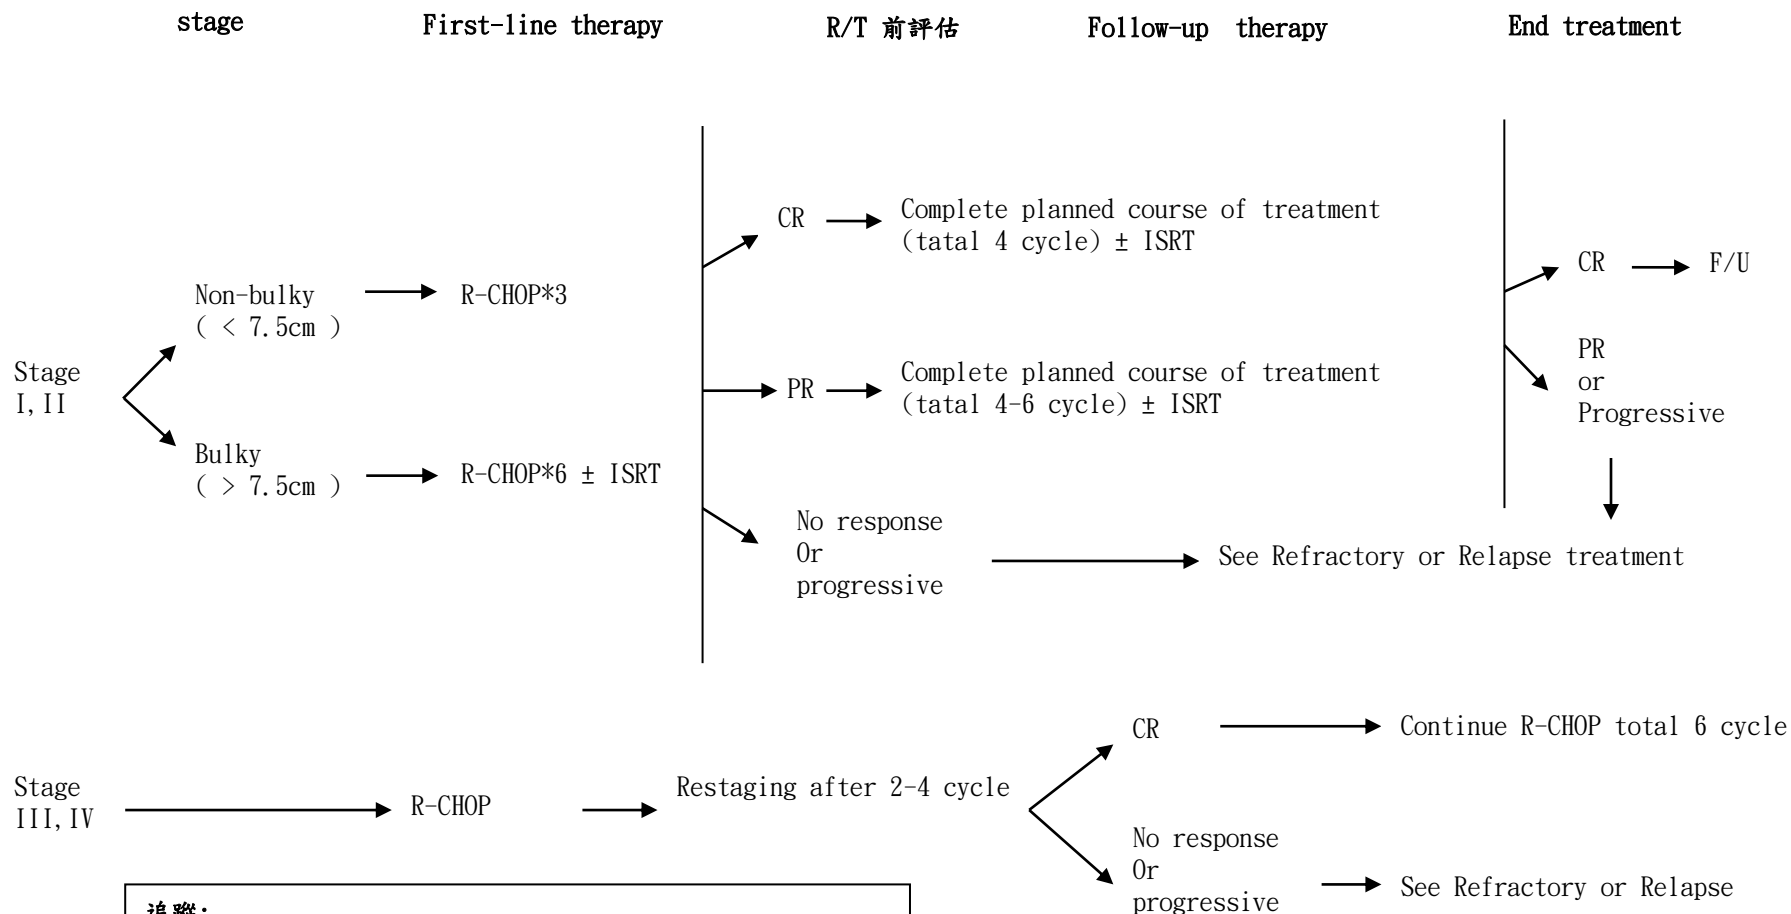 stage First-line therapy R/T 前評估 Follow-up therapy End treatment
CR
Complete planned course of treatment
(tatal 4 cycle) ± ISRT
CR
F/U
Non-bulky
( < 7.5cm )
R-CHOP*3
Stage
I,II
PR
Complete planned course of treatment
(tatal 4-6 cycle) ± ISRT
PR
or
Progressive
Bulky
( > 7.5cm )
R-CHOP*6 ± ISRT
No response
Or
progressive
See Refractory or Relapse treatment
Stage
III,IV
R-CHOP
Restaging after 2-4 cycle
CR
Continue R-CHOP total 6 cycle
No response
Or
progressive
See Refractory or Relapse
追蹤: